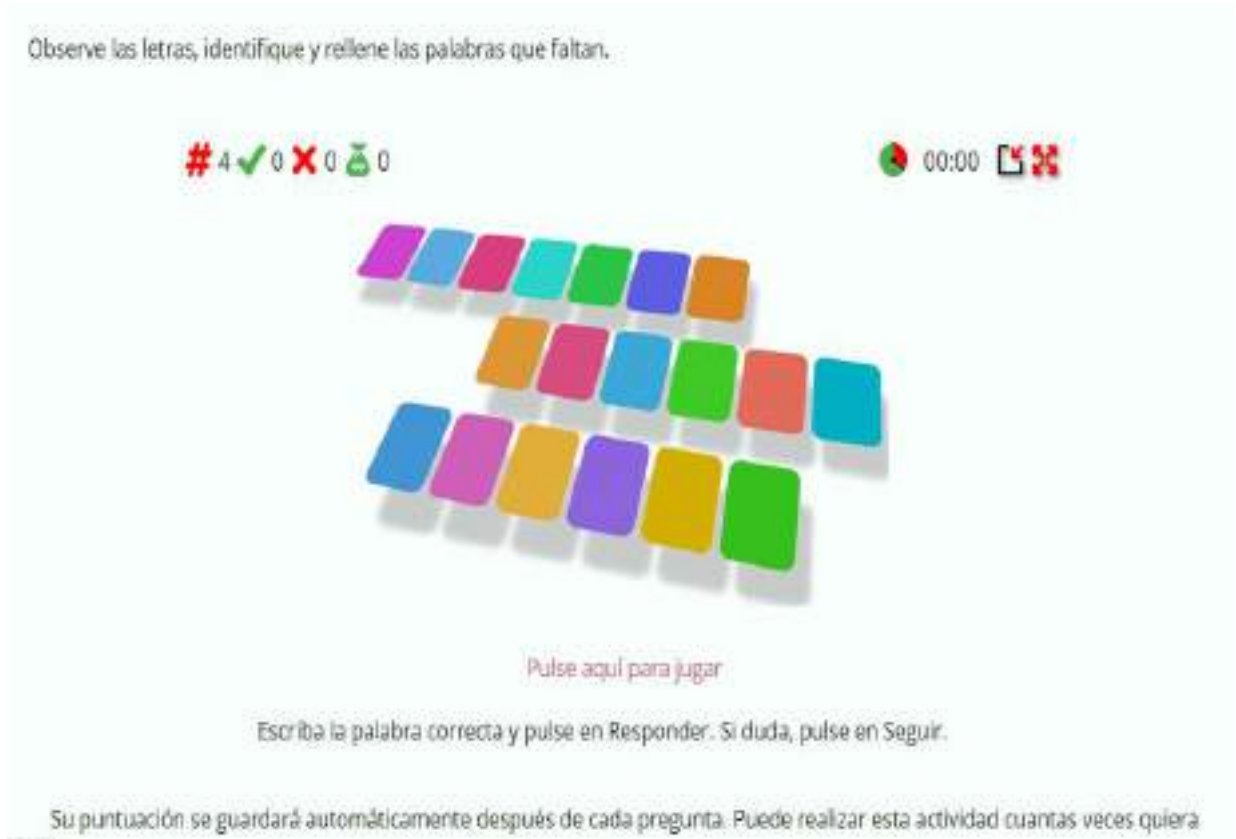 Observe las letras, identifique y rellene las palabras que faltan.
# 4 ✔ 0 ✖ 0 0 00:00
Pulse aquí para jugar
Escriba la palabra correcta y pulse en Responder. Si duda, pulse en Seguir.
Su puntuación se guardará automáticamente después de cada pregunta. Puede realizar esta actividad cuantas veces quiera